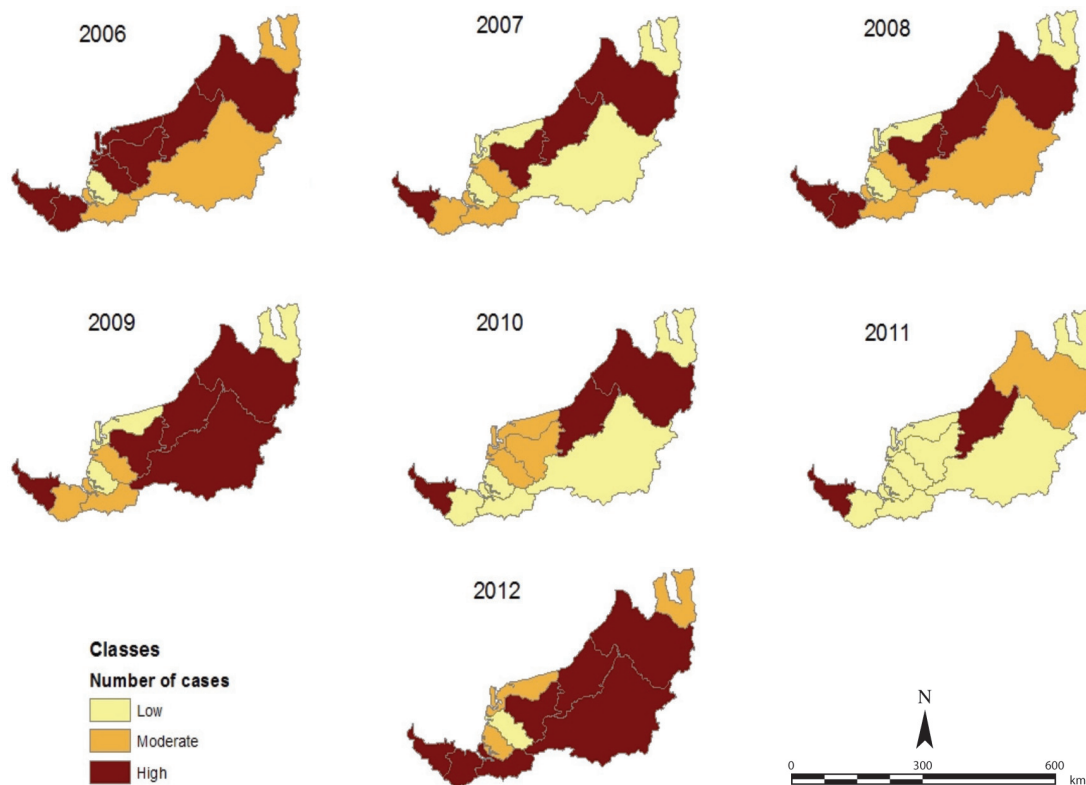 2006
2007
2008
2009
2010
2011
2012
Classes
Number of cases
Low
Moderate
High
N
0 300 600
km